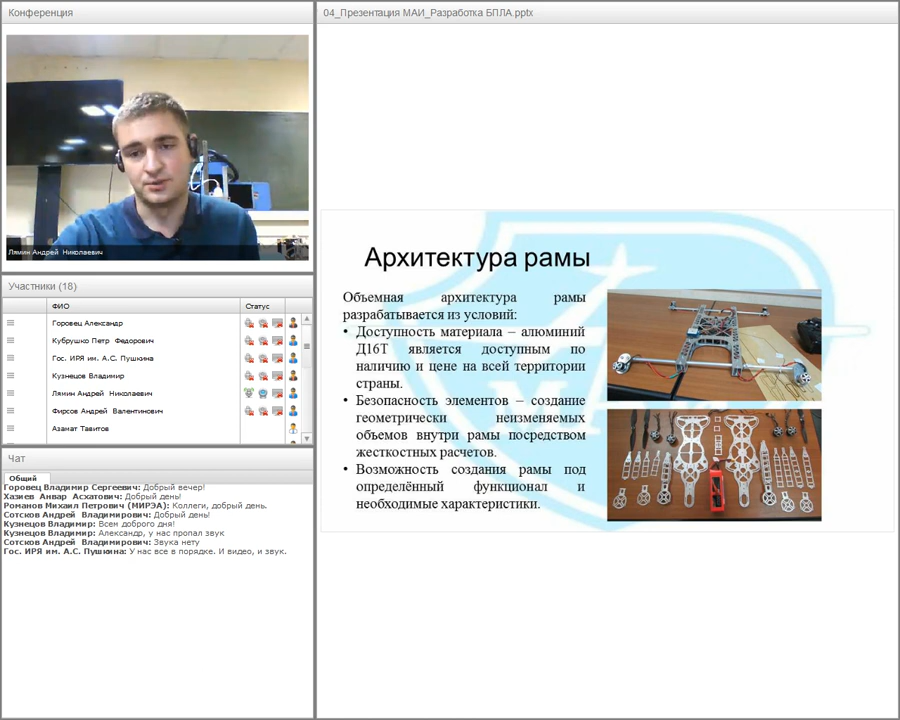 Конференция
Лямин Андрей Николаевич
Участники (18)
ФИО Статус
Горовец Александр
Кубрушко Петр Федорович
Гос. ИРЯ им. А.С. Пушкина
Кузнецов Владимир
Лямин Андрей Николаевич
Фирсов Андрей Валентинович
Азамат Тавитов
Чат
Общий
Горовец Владимир Сергеевич: Добрый вечер!
Хазиев Анвар Асхатович: Добрый день!
Романов Михаил Петрович (МИРЭА): Коллеги, добрый день.
Сотсков Андрей Владимирович: Добрый день!
Кузнецов Владимир: Всем доброго дня!
Кузнецов Владимир: Александр, у нас пропал звук
Сотсков Андрей Владимирович: Звука нету
Гос. ИРЯ им. А.С. Пушкина: У нас все в порядке. И видео, и звук.
04_Презентация МАИ_Разработка БПЛА.pptx
Архитектура рамы
Объемная архитектура рамы
разрабатывается из условий:
• Доступность материала – алюминий
Д16Т является доступным по
наличию и цене на всей территории
страны.
• Безопасность элементов – создание
геометрически неизменяемых
объемов внутри рамы посредством
жесткостных расчетов.
• Возможность создания рамы под
определённый функционал и
необходимые характеристики.